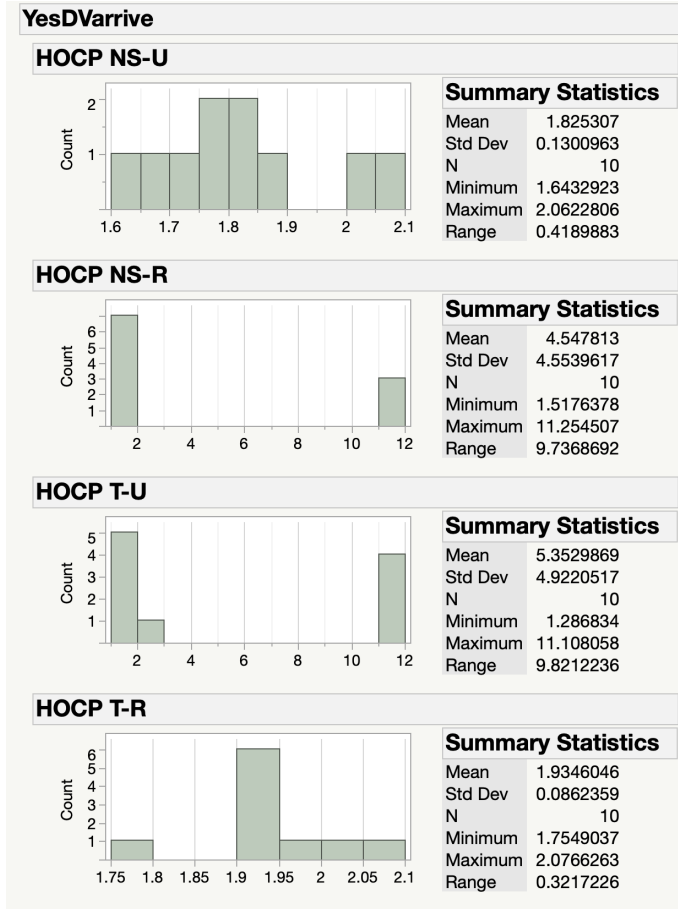 YesDVarrive
HOCP NS-U
Summary Statistics
2
1
Count
1.6 1.7 1.8 1.9 2 2.1
Mean 1.825307
Std Dev 0.1300963
N 10
Minimum 1.6432923
Maximum 2.0622806
Range 0.4189883
HOCP NS-R
Summary Statistics
6
5
4
3
2
1
Count
2 4 6 8 10 12
Mean 4.547813
Std Dev 4.5539617
N 10
Minimum 1.5176378
Maximum 11.254507
Range 9.7368692
HOCP T-U
Summary Statistics
5
4
3
2
1
Count
2 4 6 8 10 12
Mean 5.3529869
Std Dev 4.9220517
N 10
Minimum 1.286834
Maximum 11.108058
Range 9.8212236
HOCP T-R
Summary Statistics
6
5
4
3
2
1
Count
1.75 1.8 1.85 1.9 1.95 2 2.05 2.1
Mean 1.9346046
Std Dev 0.0862359
N 10
Minimum 1.7549037
Maximum 2.0766263
Range 0.3217226